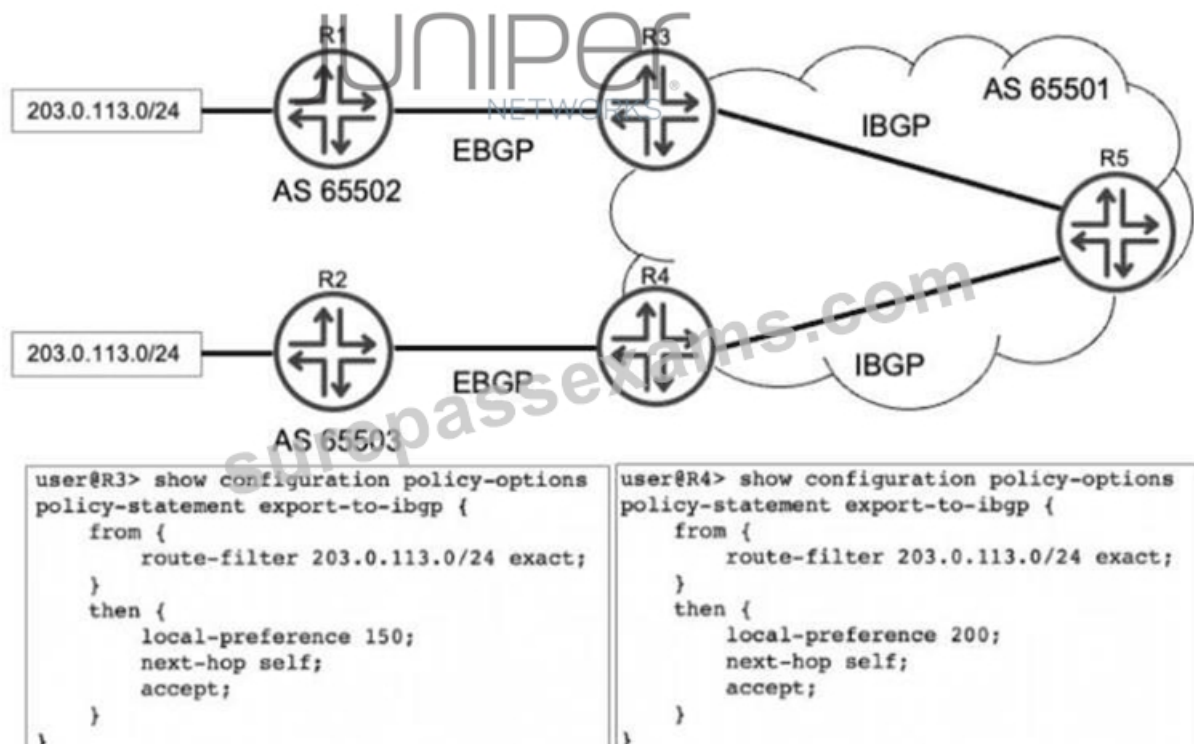 JUNIPER
NETWORKS
R1
R3
203.0.113.0/24
EBGP
IBGP
AS 65501
R5
AS 65502
R2
R4
203.0.113.0/24
EBGP
IBGP
AS 65503
surepassexams.com
user@R3> show configuration policy-options
policy-statement export-to-ibgp {
from {
route-filter 203.0.113.0/24 exact;
}
then {
local-preference 150;
next-hop self;
accept;
}
}
user@R4> show configuration policy-options
policy-statement export-to-ibgp {
from {
route-filter 203.0.113.0/24 exact;
}
then {
local-preference 200;
next-hop self;
accept;
}
}